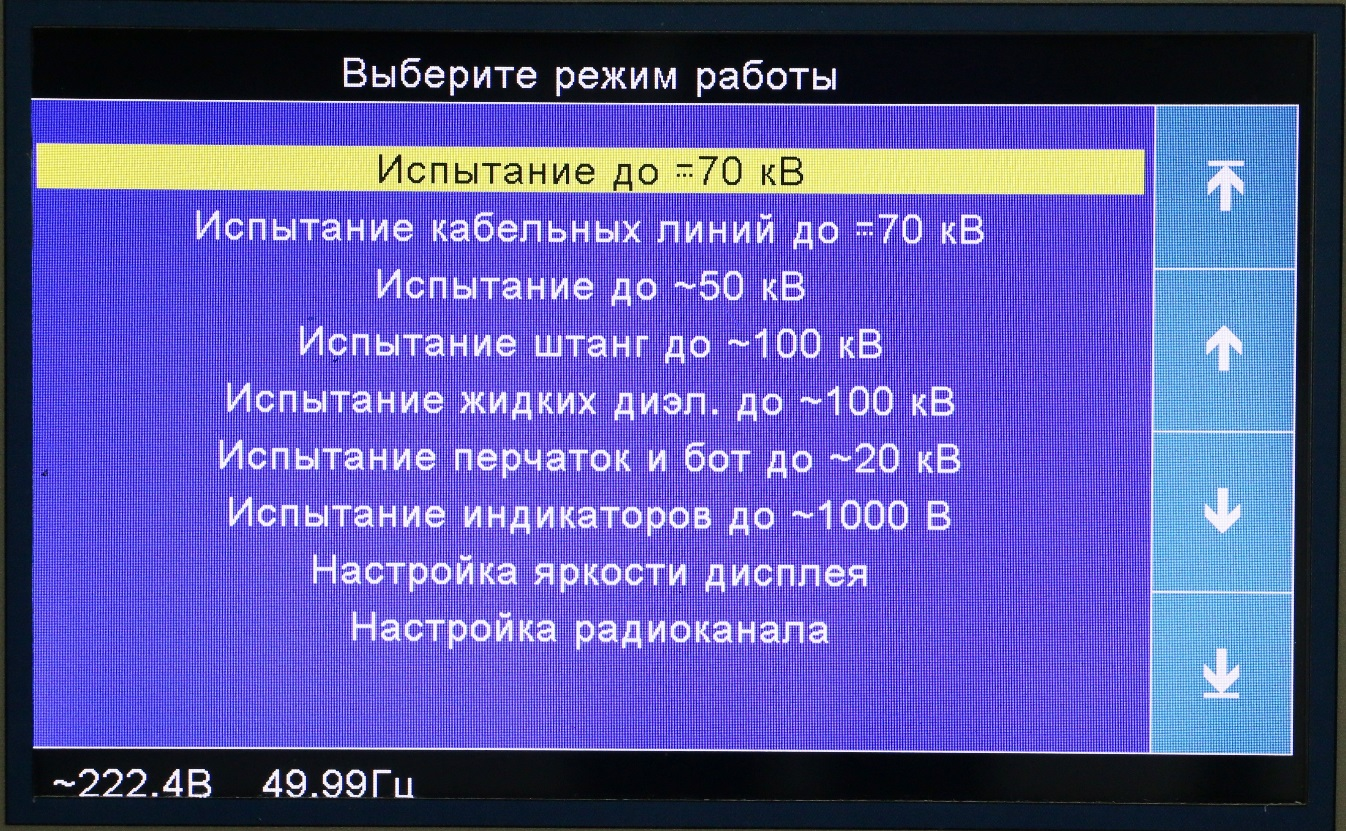 Выберите режим работы
Испытание до ⎓70 кВ
Испытание кабельных линий до ⎓70 кВ
Испытание до ~50 кВ
Испытание штанг до ~100 кВ
Испытание жидких диэл. до ~100 кВ
Испытание перчаток и бот до ~20 кВ
Испытание индикаторов до ~1000 В
Настройка яркости дисплея
Настройка радиоканала
~222.4В 49.99Гц